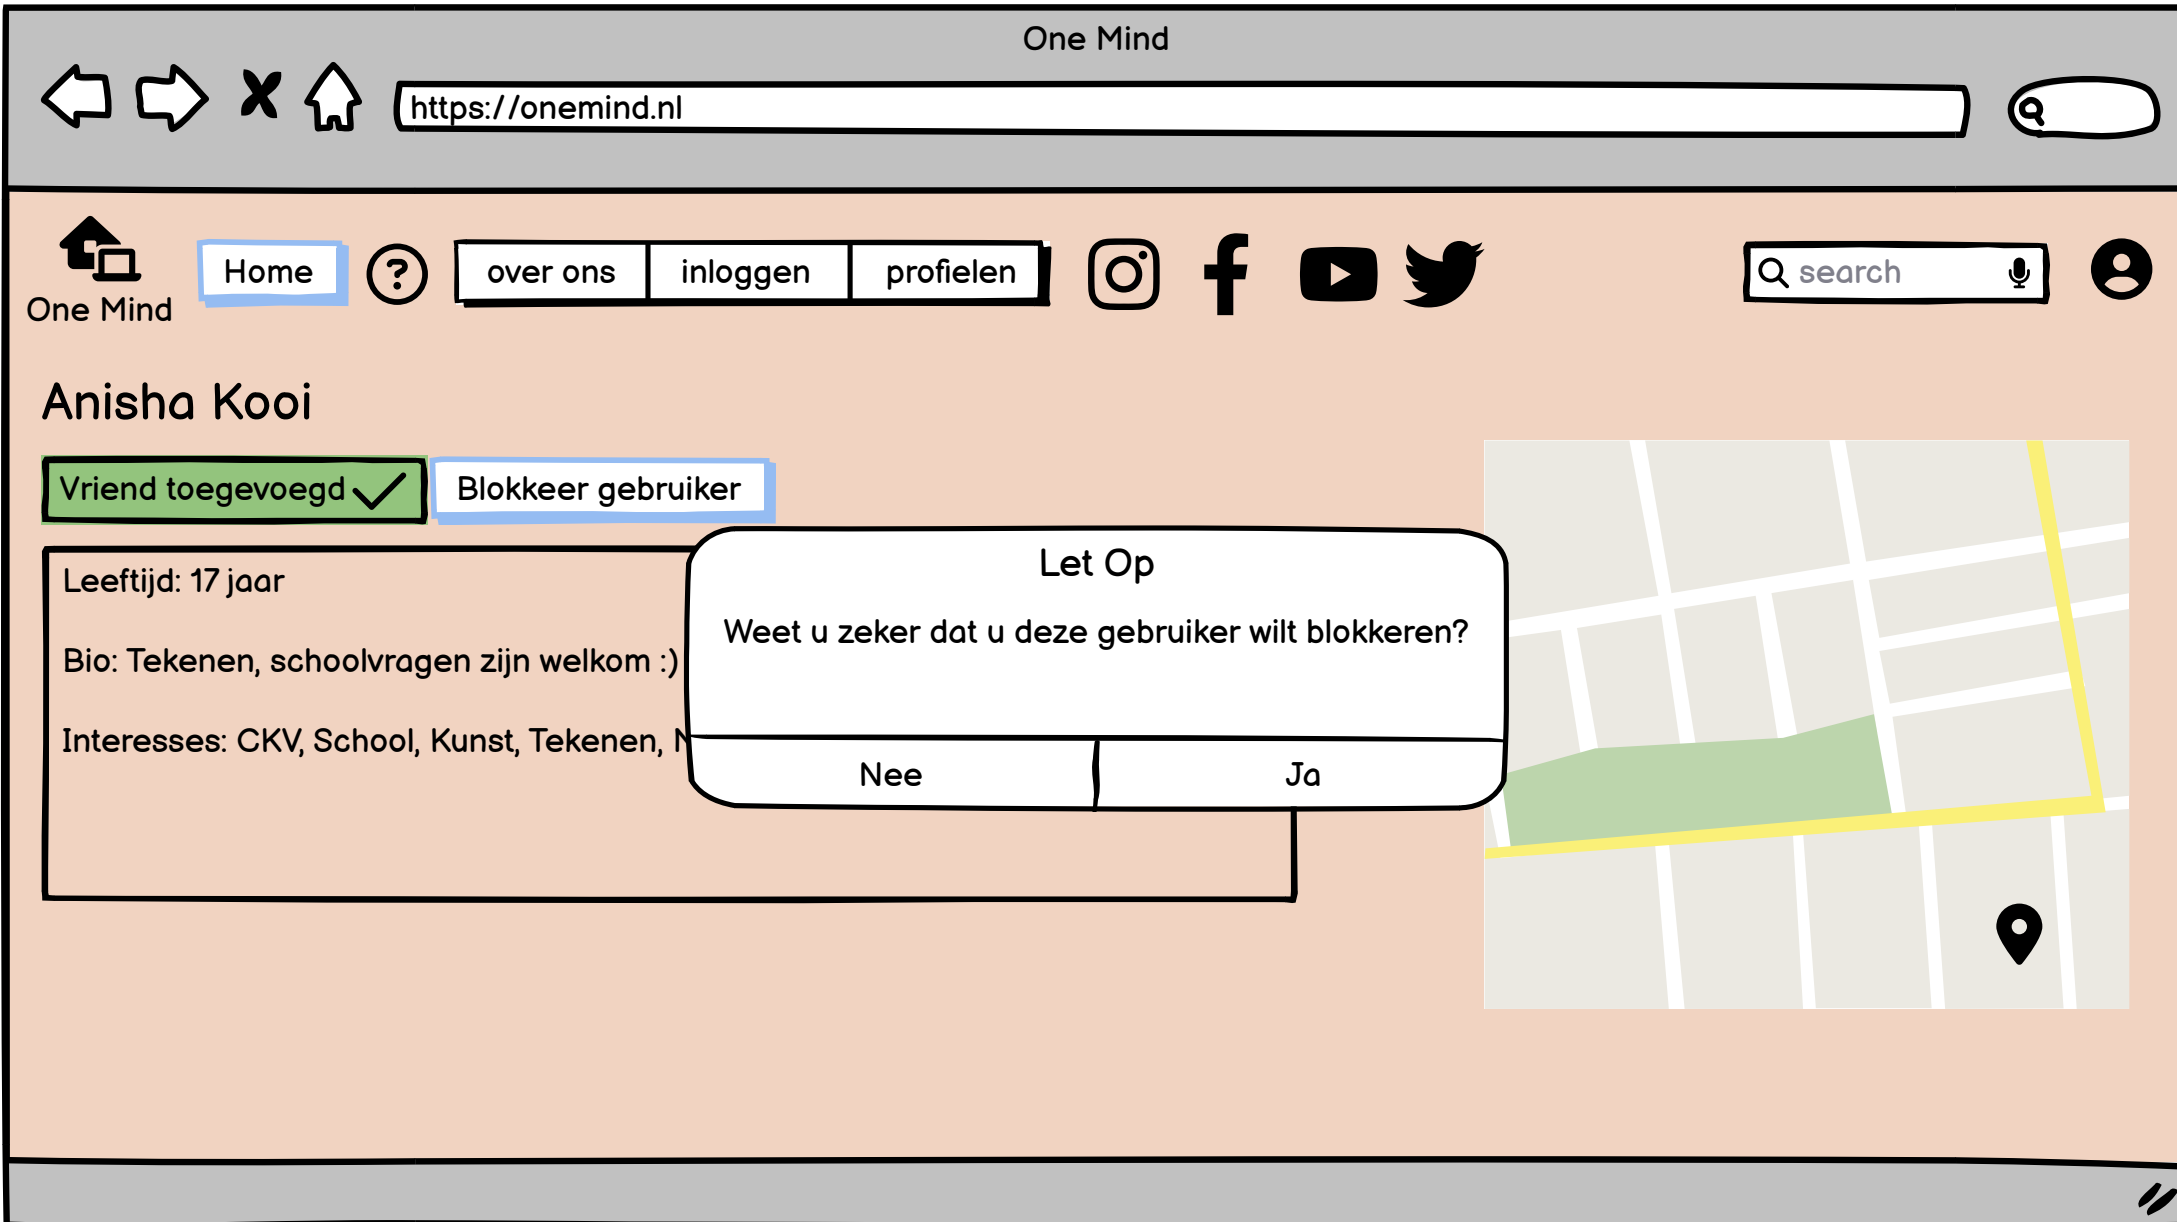 One Mind
https://onemind.nl
Home
?
over ons
inloggen
profielen
search
One Mind
Anisha Kooi
Vriend toegevoegd
Blokkeer gebruiker
Let Op
Leeftijd: 17 jaar
Weet u zeker dat u deze gebruiker wilt blokkeren?
Bio: Tekenen, schoolvragen zijn welkom :)
Interesses: CKV, School, Kunst, Tekenen,
Nee
Ja